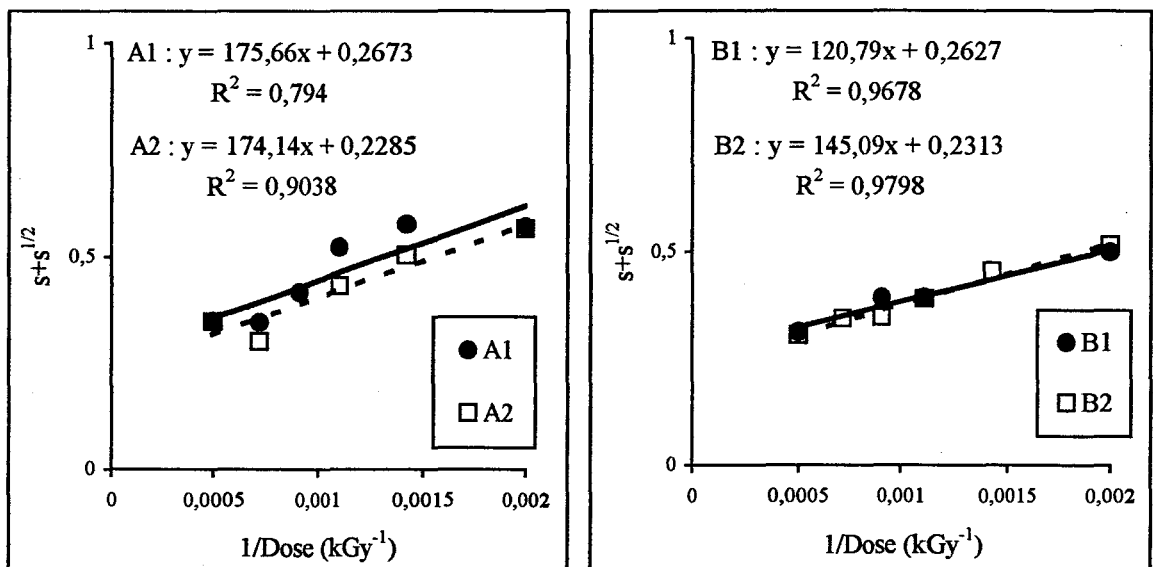 1
A1 : y = 175,66x + 0,2673
R² = 0,794
A2 : y = 174,14x + 0,2285
R² = 0,9038
s+s^1/2
0,5
A1
A2
0
0 0,0005 0,001 0,0015 0,002
1/Dose (kGy⁻¹)
1
B1 : y = 120,79x + 0,2627
R² = 0,9678
B2 : y = 145,09x + 0,2313
R² = 0,9798
s+s^1/2
0,5
B1
B2
0
0 0,0005 0,001 0,0015 0,002
1/Dose (kGy⁻¹)